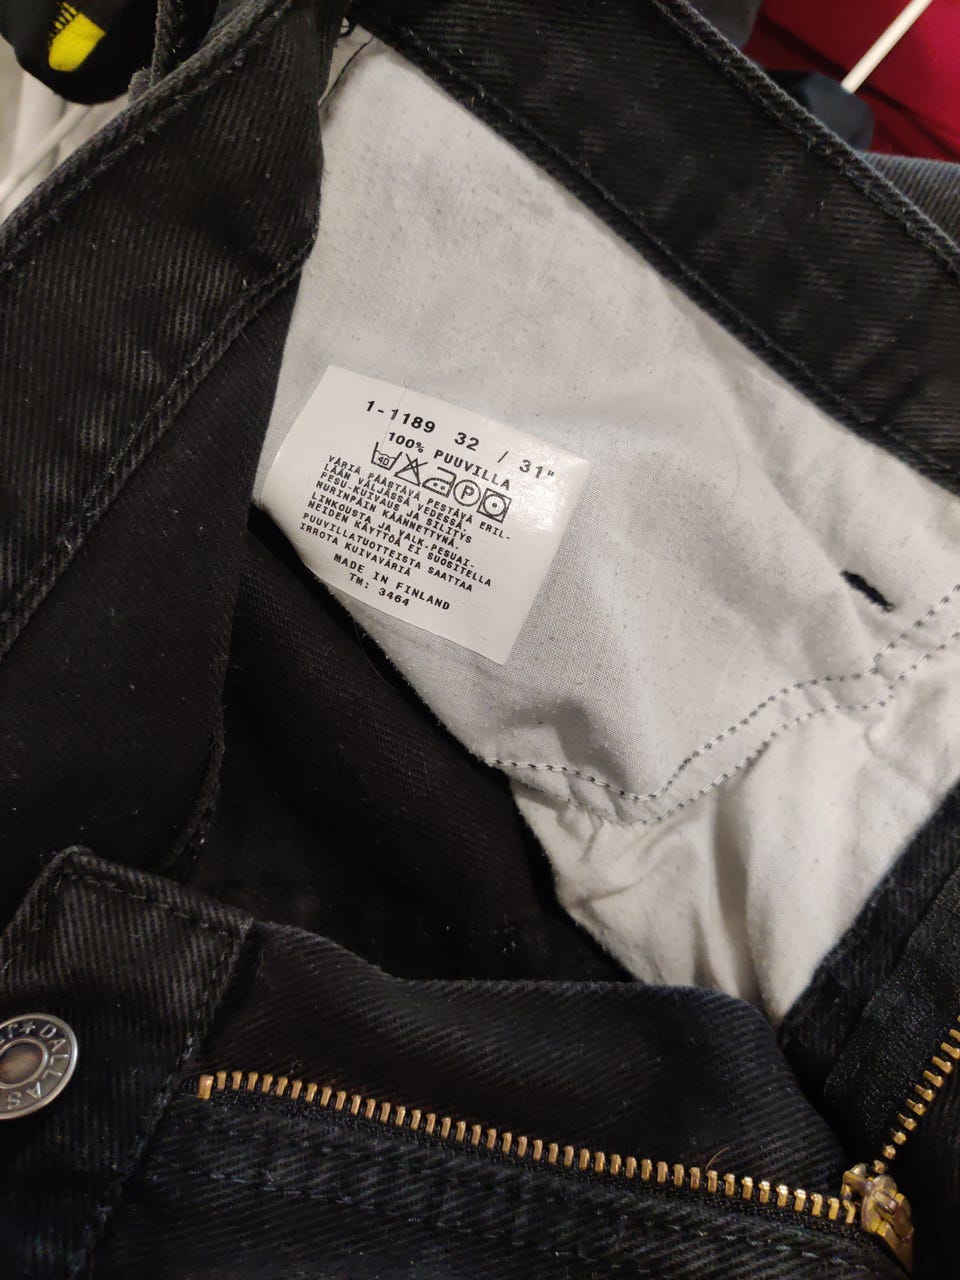 1-1189 32 / 31"
100% PUUVILLA
40 P
VÄRIÄ PÄÄSTÄVÄ PESTÄVÄ ERIL-
LÄÄN VÄLJÄSSÄ VEDESSÄ.
PESU-KUIVAUS JA SILITYS
NURINPÄIN KÄÄNNETTYNÄ.
LINKOUSTA JA VALK.PESUAI-
NEIDEN KÄYTTÖÄ EI SUOSITELLA
PUUVILLATUOTTEISTA SAATTAA
IRROTA KUIVAVÄRIÄ
MADE IN FINLAND
TM: 3464
DALLAS